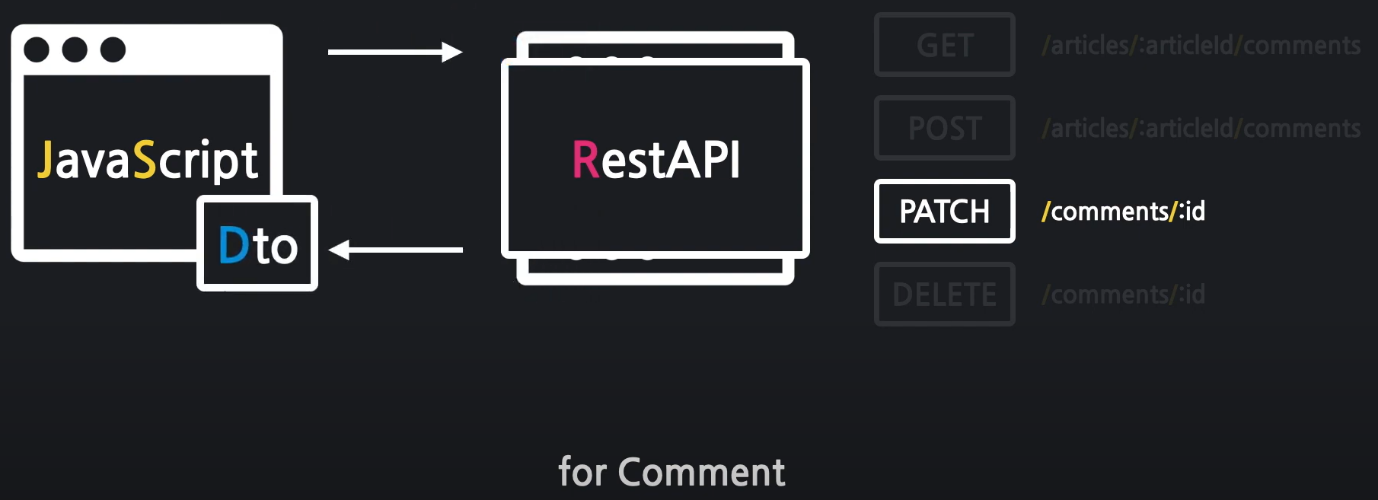 JavaScript
Dto
RestAPI
GET /articles/:articleId/comments
POST /articles/:articleId/comments
PATCH /comments/:id
DELETE /comments/:id
for Comment